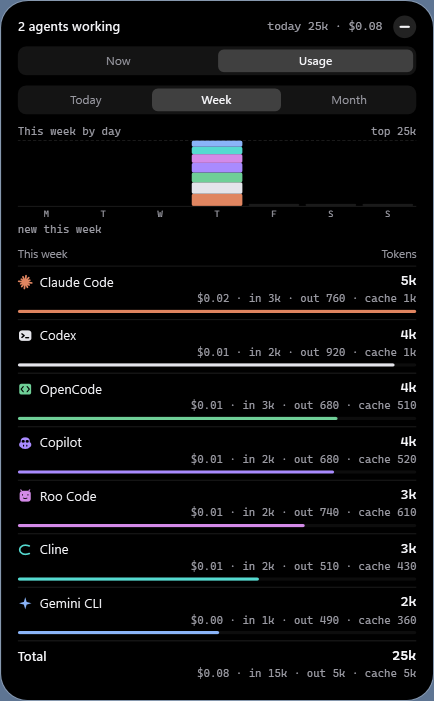 2 agents working today 25k · $0.08
Now Usage
Today Week Month
This week by day top 25k
M T W T F S S
new this week
This week Tokens
Claude Code 5k
$0.02 · in 3k · out 760 · cache 1k
Codex 4k
$0.01 · in 2k · out 920 · cache 1k
OpenCode 4k
$0.01 · in 3k · out 680 · cache 510
Copilot 4k
$0.01 · in 2k · out 680 · cache 520
Roo Code 3k
$0.01 · in 2k · out 740 · cache 610
Cline 3k
$0.01 · in 2k · out 510 · cache 430
Gemini CLI 2k
$0.00 · in 1k · out 490 · cache 360
Total 25k
$0.08 · in 15k · out 5k · cache 5k